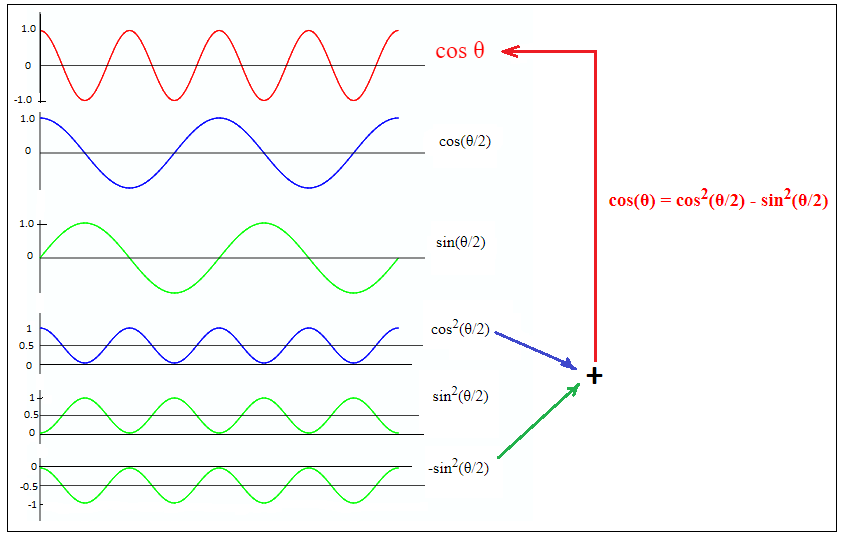 1.0
0
-1.0
cos θ
1.0
0
cos(θ/2)
cos(θ) = cos²(θ/2) - sin²(θ/2)
1.0
0
sin(θ/2)
1
0.5
0
cos²(θ/2)
+
1
0.5
0
sin²(θ/2)
0
-0.5
-1
-sin²(θ/2)